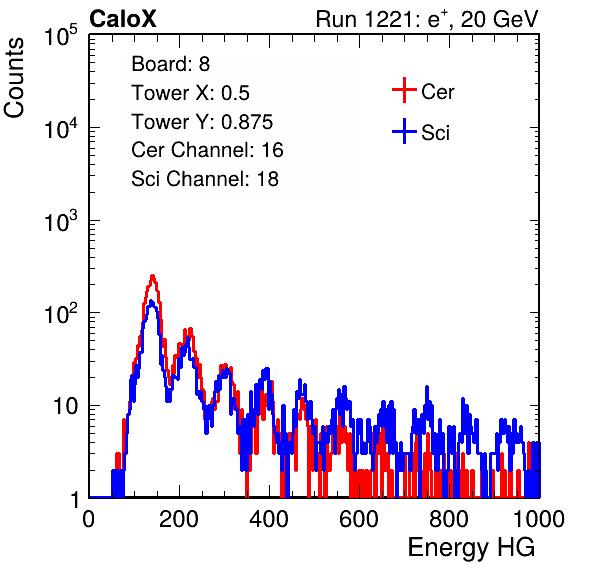 CaloX Run 1221: e⁺, 20 GeV
Counts
Board: 8
Tower X: 0.5
Tower Y: 0.875
Cer Channel: 16
Sci Channel: 18
Cer
Sci
10⁵
10⁴
10³
10²
10
1
0 200 400 600 800 1000
Energy HG